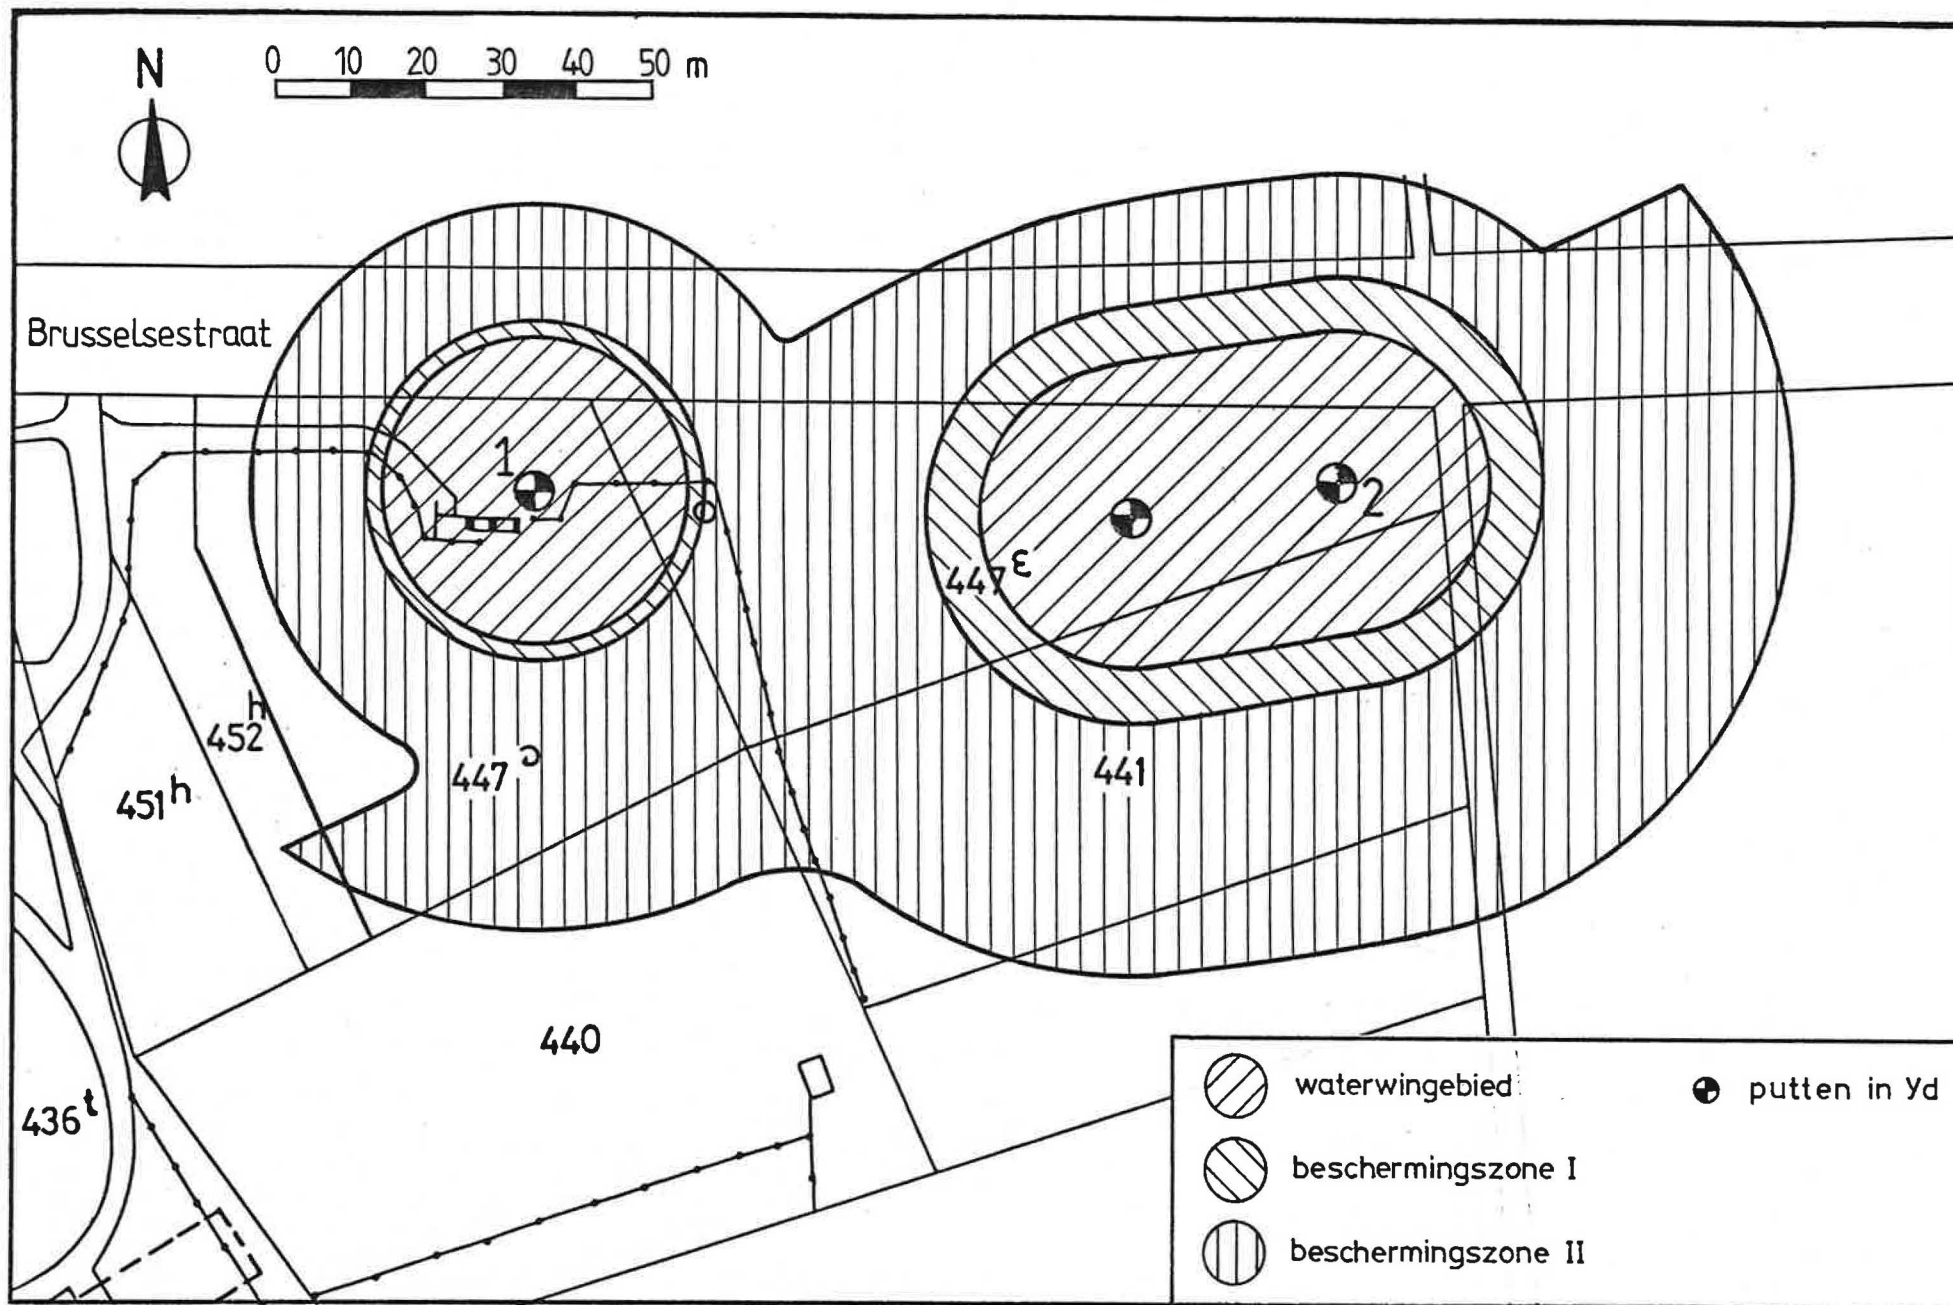 N
0 10 20 30 40 50 m
Brusselsestraat
1
2
447ε
452h
451h
447
441
440
436t
waterwingebied
putten in Yd
beschermingszone I
beschermingszone II